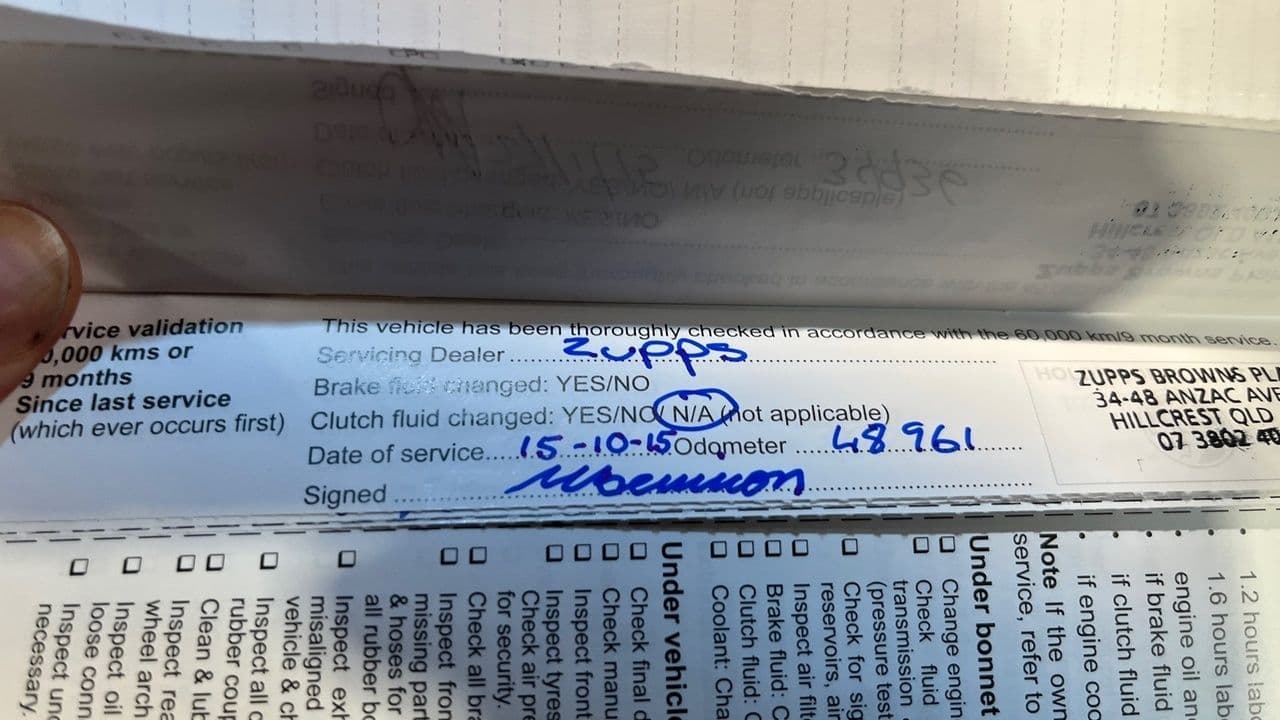 rvice validation
0,000 kms or
9 months
Since last service
(which ever occurs first)
This vehicle has been thoroughly checked in accordance with the 60,000 km/9 month service.
Servicing Dealer ..... Zupps
Brake fluid changed: YES/NO
Clutch fluid changed: YES/NO/ N/A (not applicable)
Date of service..... 15-10-15 Odometer ..... 48961
Signed
ZUPPS BROWNS PL
34-48 ANZAC AVE
HILLCREST QLD
07 3802 40
1.2 hours labo
1.6 hours lab
engine oil an
if brake fluid
if clutch fluid
if engine coo
Note If the own
service, refer to
Under bonnet
Change engin
Check fluid
transmission
(pressure test
Check for sig
reservoirs, air
Inspect air filt
Brake fluid: C
Clutch fluid: C
Coolant: Cha
Under vehicl
Check final d
Check manu
Inspect front
Inspect tyres
Check air pre
for security.
Check all bra
Inspect fron
missing part
& hoses for
all rubber bo
Inspect exh
misaligned
vehicle & ch
Inspect all c
rubber coup
Clean & lub
Inspect rea
wheel arch
Inspect oil
loose conn
Inspect und
necessary.